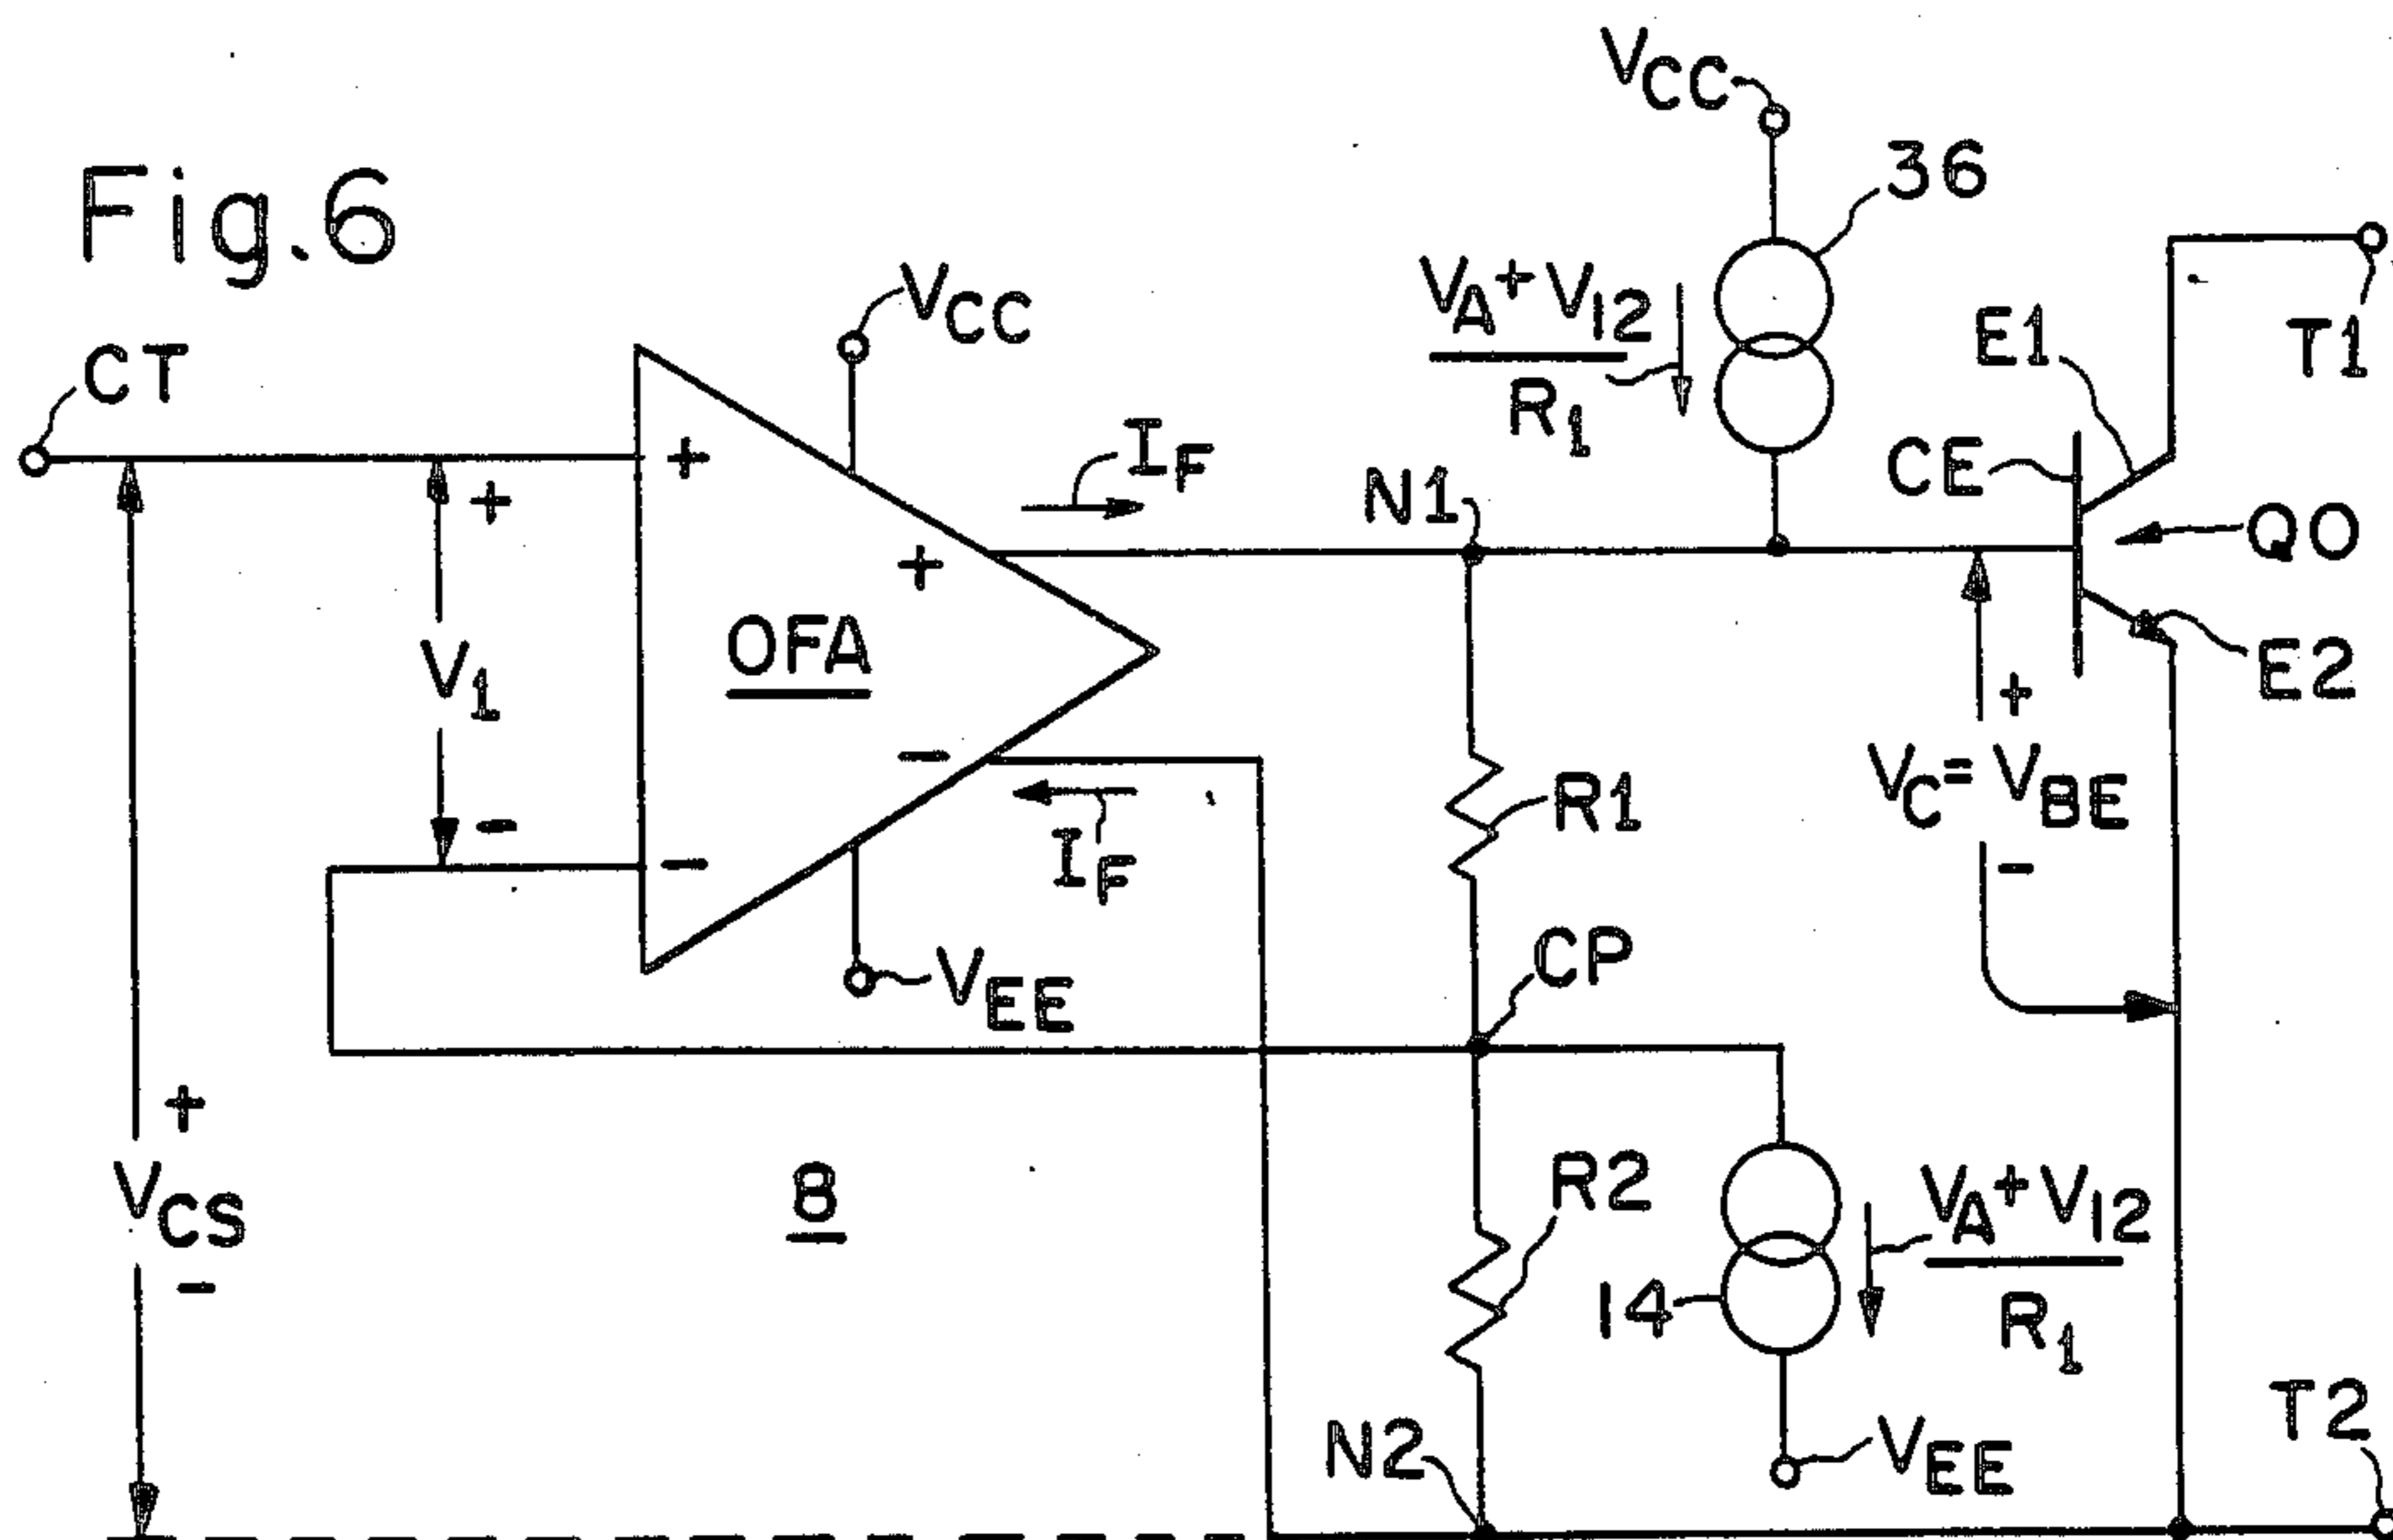 Fig.6
VCC
36
VA+V12
R1
E1
T1
CT
VCC
IF
N1
CE
QO
+
+
+
OFA
V1
E2
+
VC=VBE
-
-
IF
R1
-
-
VEE
CP
+
VCS
-
8
R2
14
VA+V12
R1
N2
VEE
T2